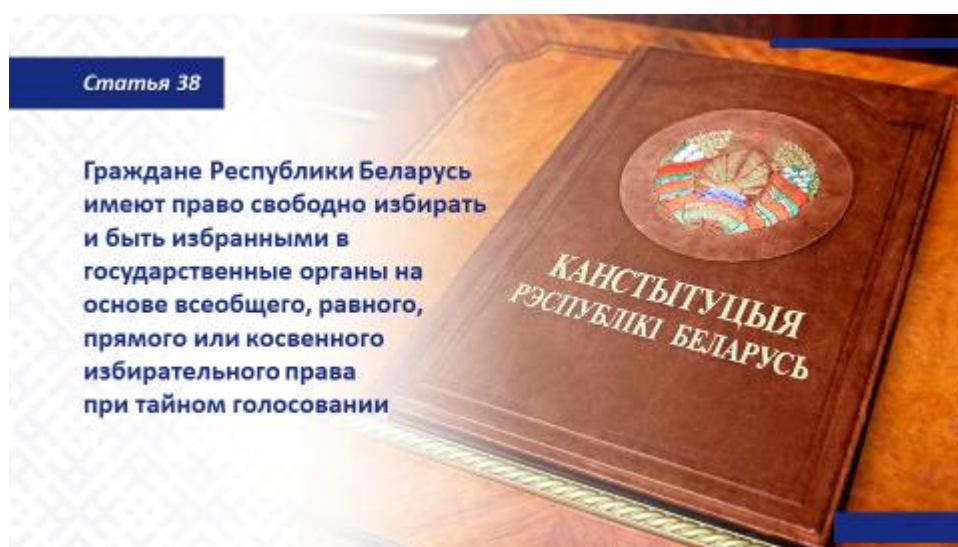 Статья 38
Граждане Республики Беларусь
имеют право свободно избирать
и быть избранными в
государственные органы на
основе всеобщего, равного,
прямого или косвенного
избирательного права
при тайном голосовании
КАНСТЫТУЦЫЯ
РЭСПУБЛІКІ БЕЛАРУСЬ